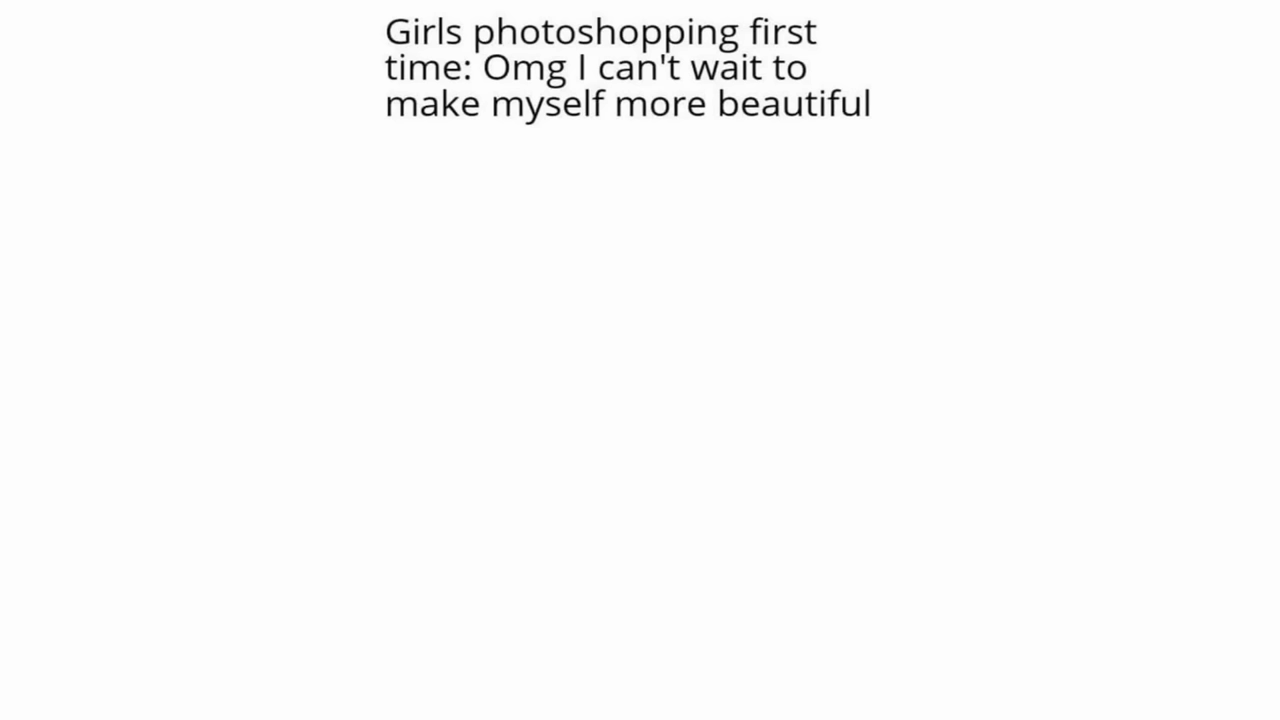 Girls photoshopping first
time: Omg I can't wait to
make myself more beautiful